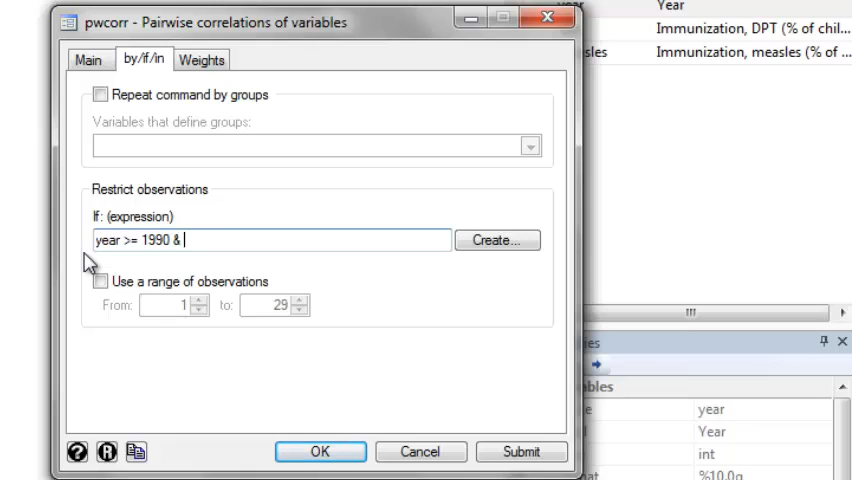 pwcorr - Pairwise correlations of variables
Main
by/if/in
Weights
Repeat command by groups
Variables that define groups:
Restrict observations
If: (expression)
year >= 1990 &
Create...
Use a range of observations
From:
1
to:
29
OK
Cancel
Submit
Year
Immunization, DPT (% of chil...
Immunization, measles (% of ...
year
Year
int
%10.0g